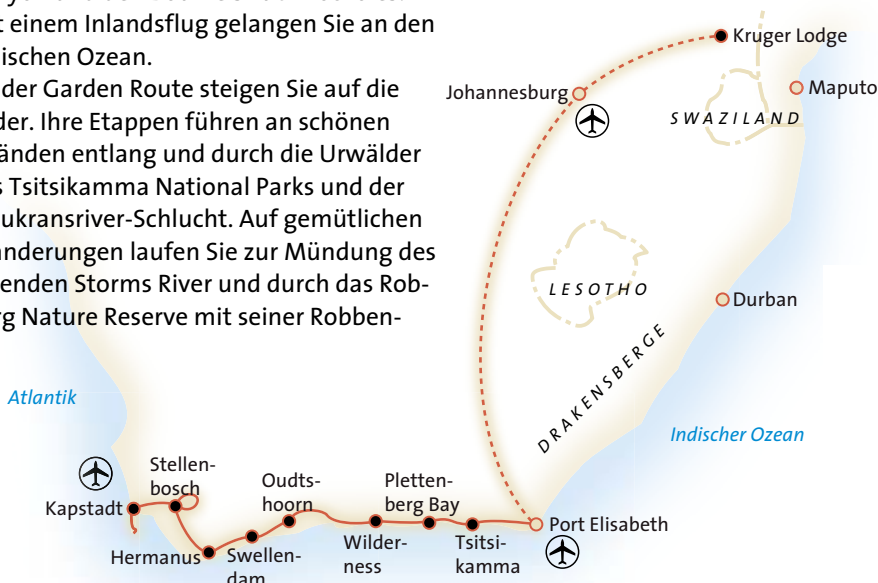 t einem Inlandsflug gelangen Sie an den
ischen Ozean.
der Garden Route steigen Sie auf die
der. Ihre Etappen führen an schönen
änden entlang und durch die Urwälder
s Tsitsikamma National Parks und der
ukransriver-Schlucht. Auf gemütlichen
anderungen laufen Sie zur Mündung des
enden Storms River und durch das Rob-
rg Nature Reserve mit seiner Robben-
Kruger Lodge
Johannesburg
Maputo
SWAZILAND
LESOTHO
Durban
DRAKENSBERGE
Atlantik
Indischer Ozean
Stellen-
bosch
Oudts-
hoorn
Pletten-
berg Bay
Kapstadt
Port Elisabeth
Hermanus
Swellen-
dam
Wilder-
ness
Tsitsi-
kamma